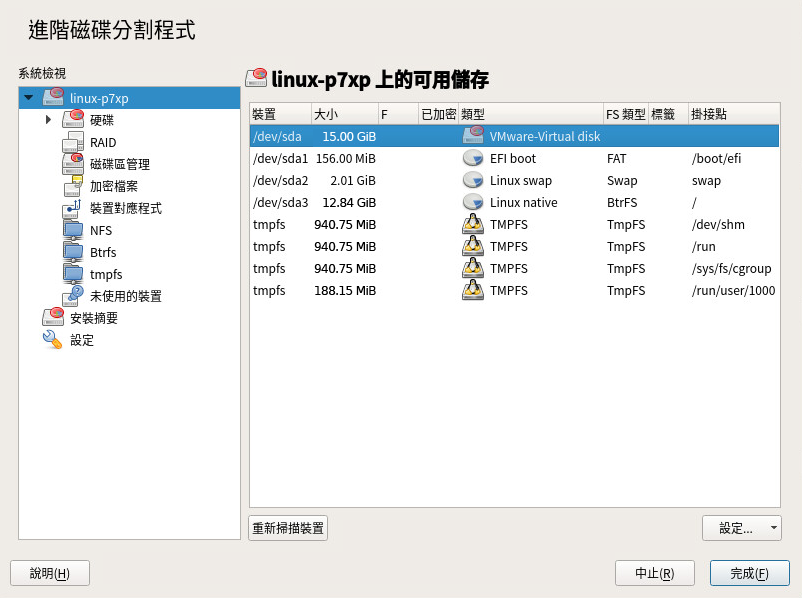 進階磁碟分割程式
系統檢視
linux-p7xp
硬碟
RAID
磁碟區管理
加密檔案
裝置對應程式
NFS
Btrfs
tmpfs
未使用的裝置
安裝摘要
設定
linux-p7xp 上的可用儲存
裝置 大小 F 已加密 類型 FS 類型 標籤 掛接點
/dev/sda 15.00 GiB VMware-Virtual disk
/dev/sda1 156.00 MiB EFI boot FAT /boot/efi
/dev/sda2 2.01 GiB Linux swap Swap swap
/dev/sda3 12.84 GiB Linux native BtrFS /
tmpfs 940.75 MiB TMPFS TmpFS /dev/shm
tmpfs 940.75 MiB TMPFS TmpFS /run
tmpfs 940.75 MiB TMPFS TmpFS /sys/fs/cgroup
tmpfs 188.15 MiB TMPFS TmpFS /run/user/1000
重新掃描裝置 設定...
說明(H) 中止(R) 完成(F)